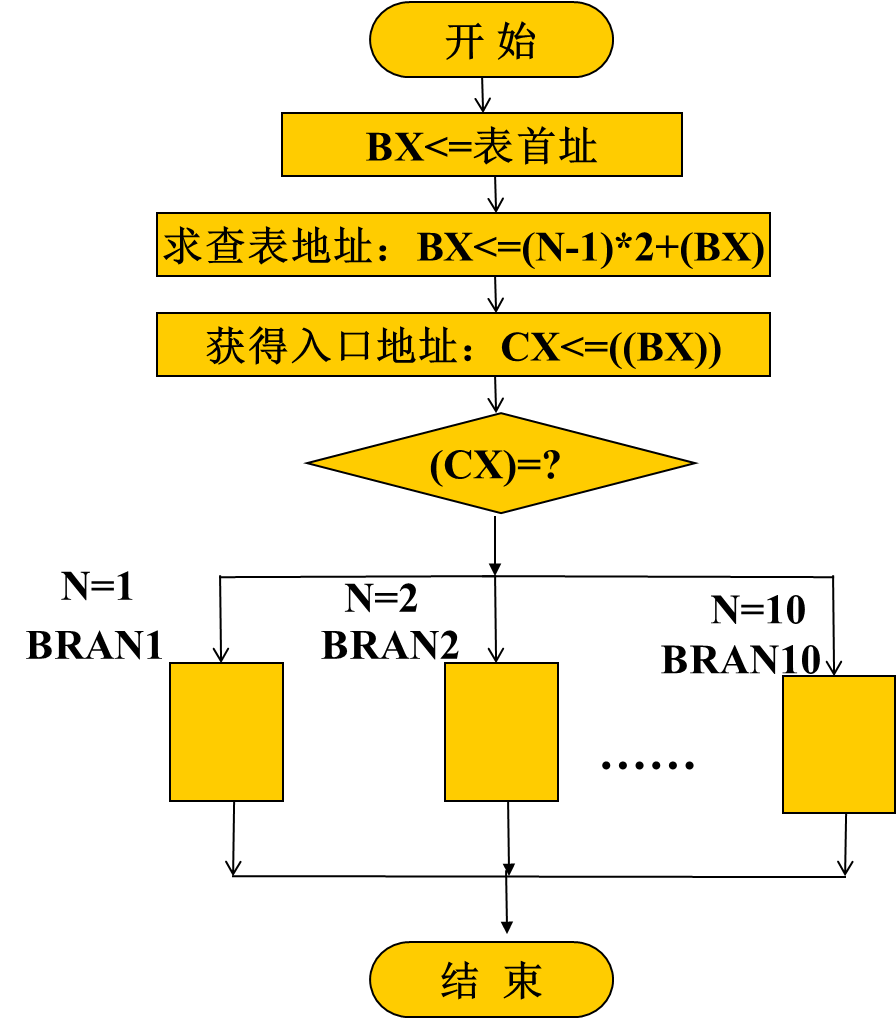 开 始
BX<=表首址
求查表地址：BX<=(N-1)*2+(BX)
获得入口地址：CX<=((BX))
(CX)=?
N=1
BRAN1
N=2
BRAN2
N=10
BRAN10
……
结 束